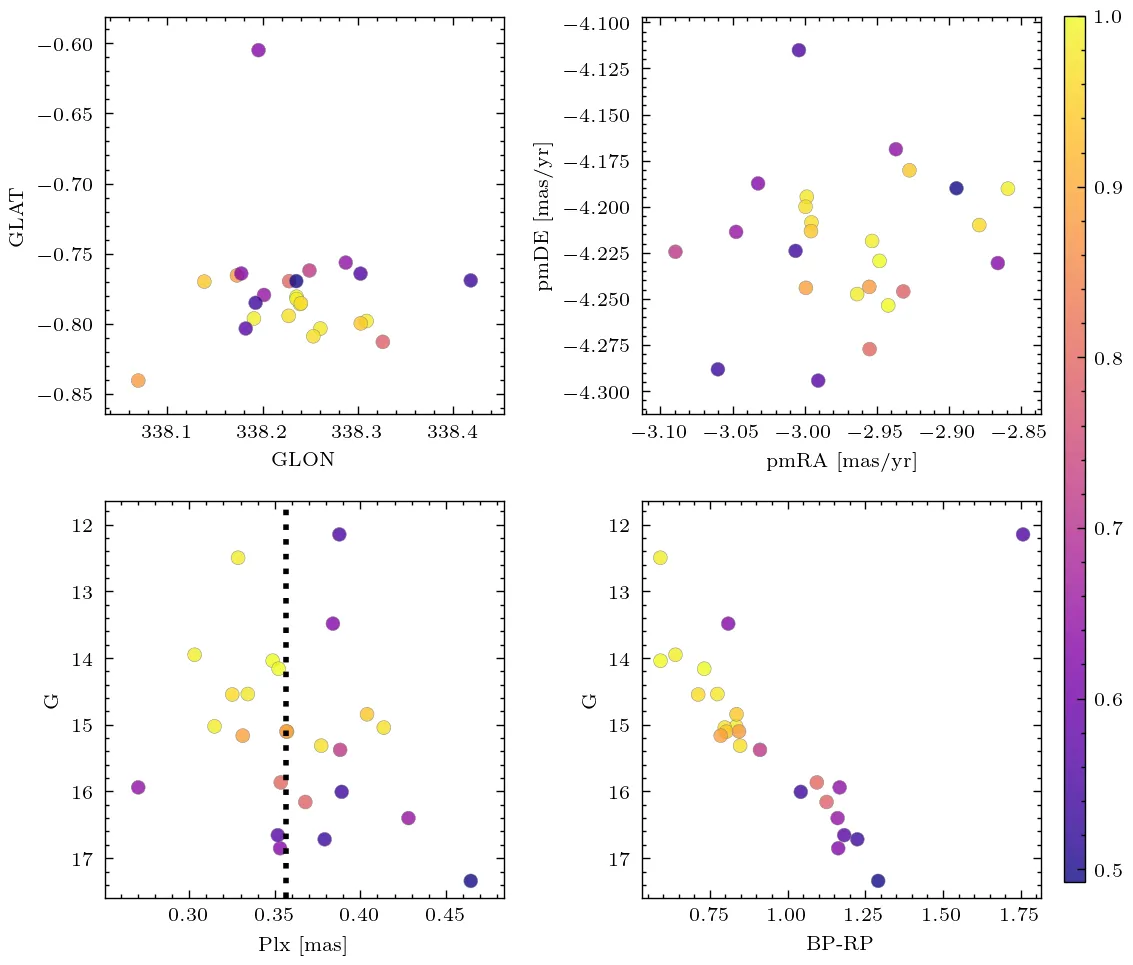 −0.60
−0.65
−0.70
−0.75
−0.80
−0.85
GLAT
338.1 338.2 338.3 338.4
GLON
−4.100
−4.125
−4.150
−4.175
−4.200
−4.225
−4.250
−4.275
−4.300
pmDE [mas/yr]
−3.10 −3.05 −3.00 −2.95 −2.90 −2.85
pmRA [mas/yr]
12
13
14
15
16
17
G
0.30 0.35 0.40 0.45
Plx [mas]
12
13
14
15
16
17
G
0.75 1.00 1.25 1.50 1.75
BP-RP
1.0
0.9
0.8
0.7
0.6
0.5